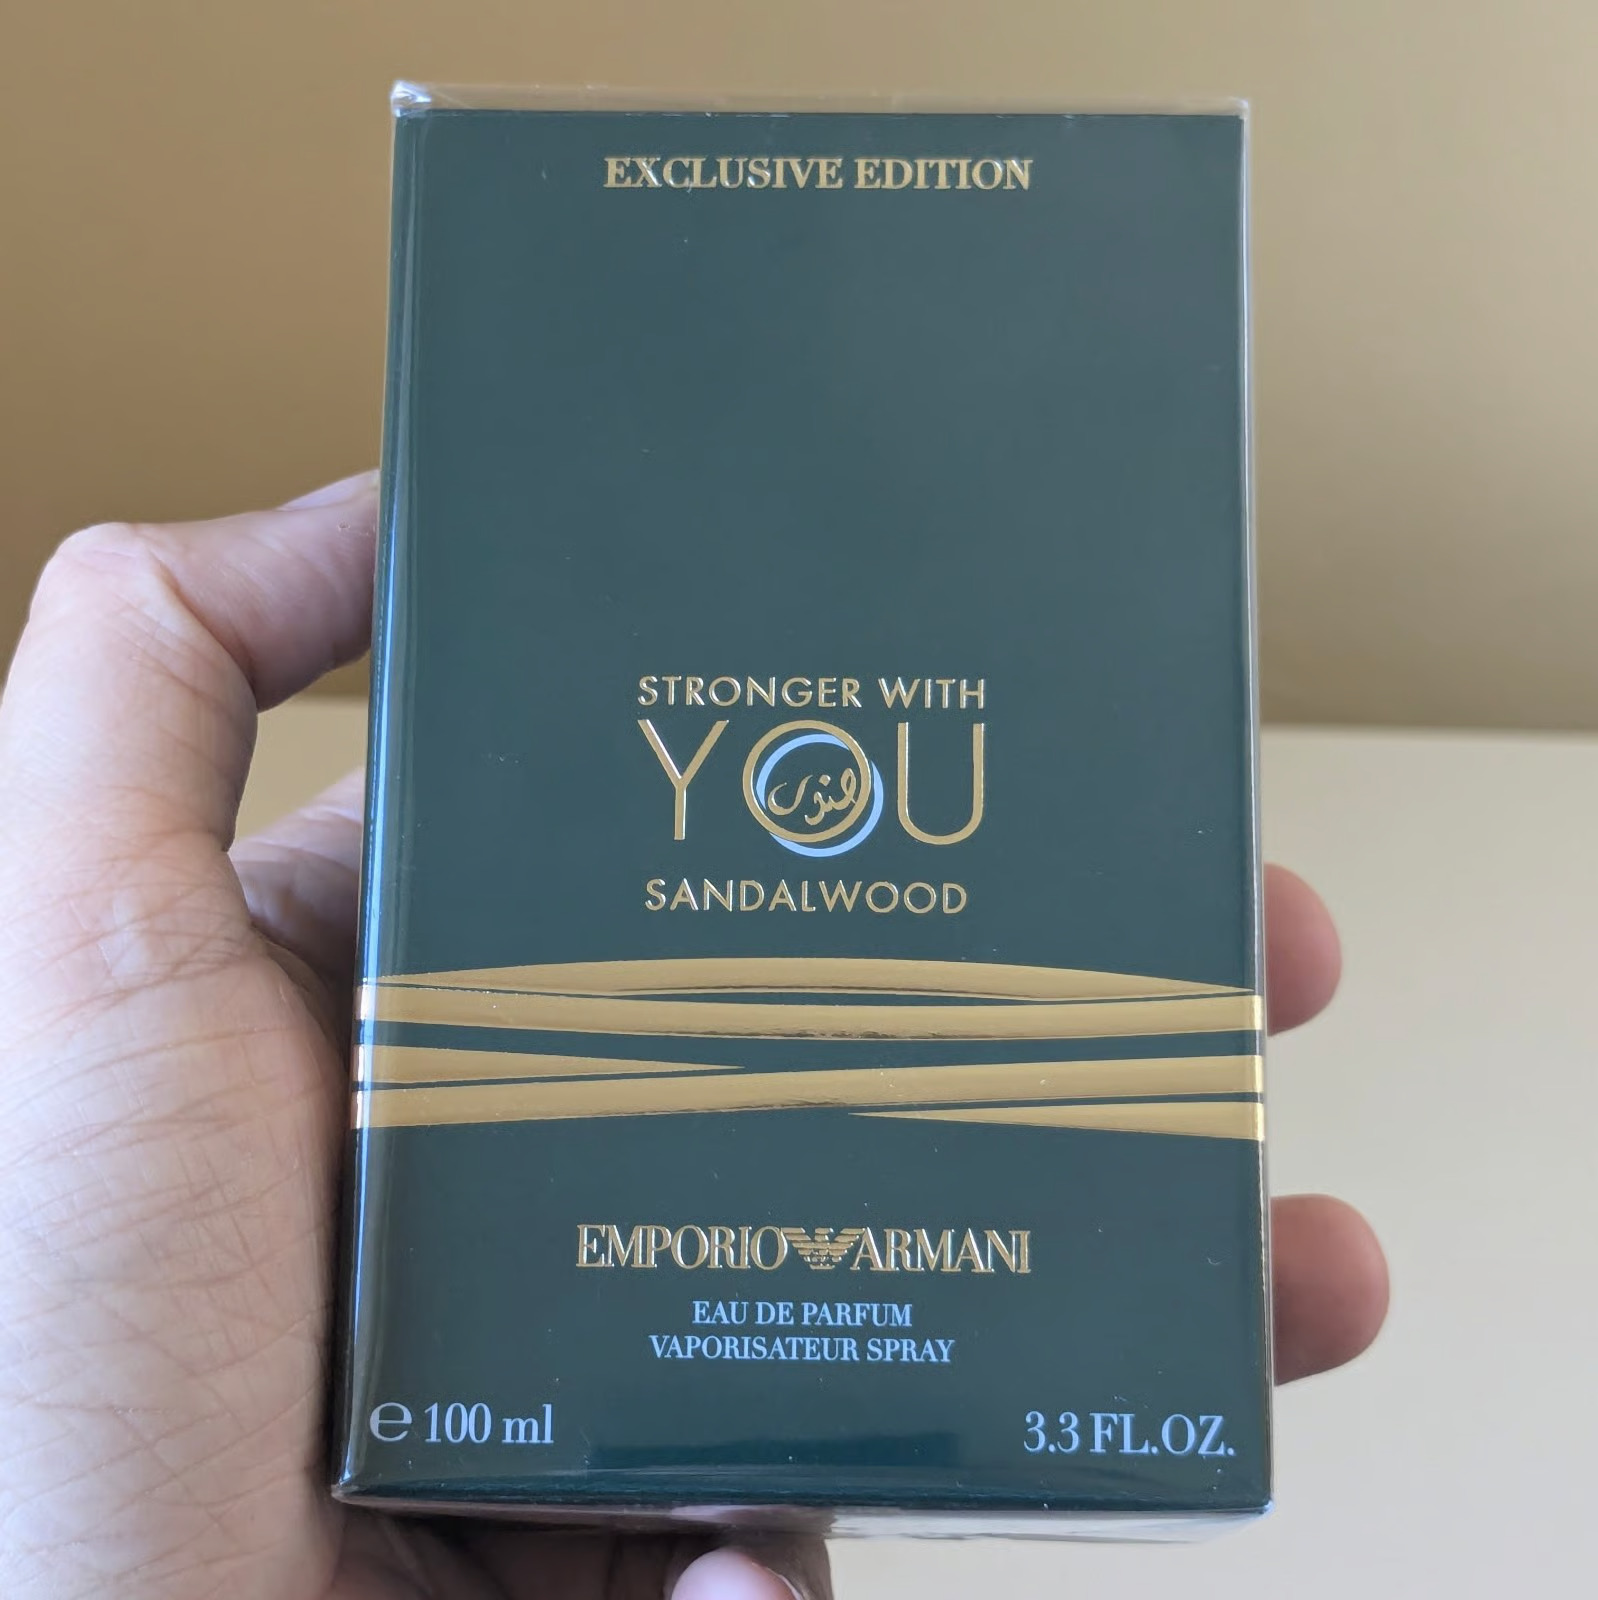 EXCLUSIVE EDITION
STRONGER WITH
YOU
صندل
SANDALWOOD
EMPORIO ARMANI
EAU DE PARFUM
VAPORISATEUR SPRAY
℮ 100 ml
3.3 FL.OZ.